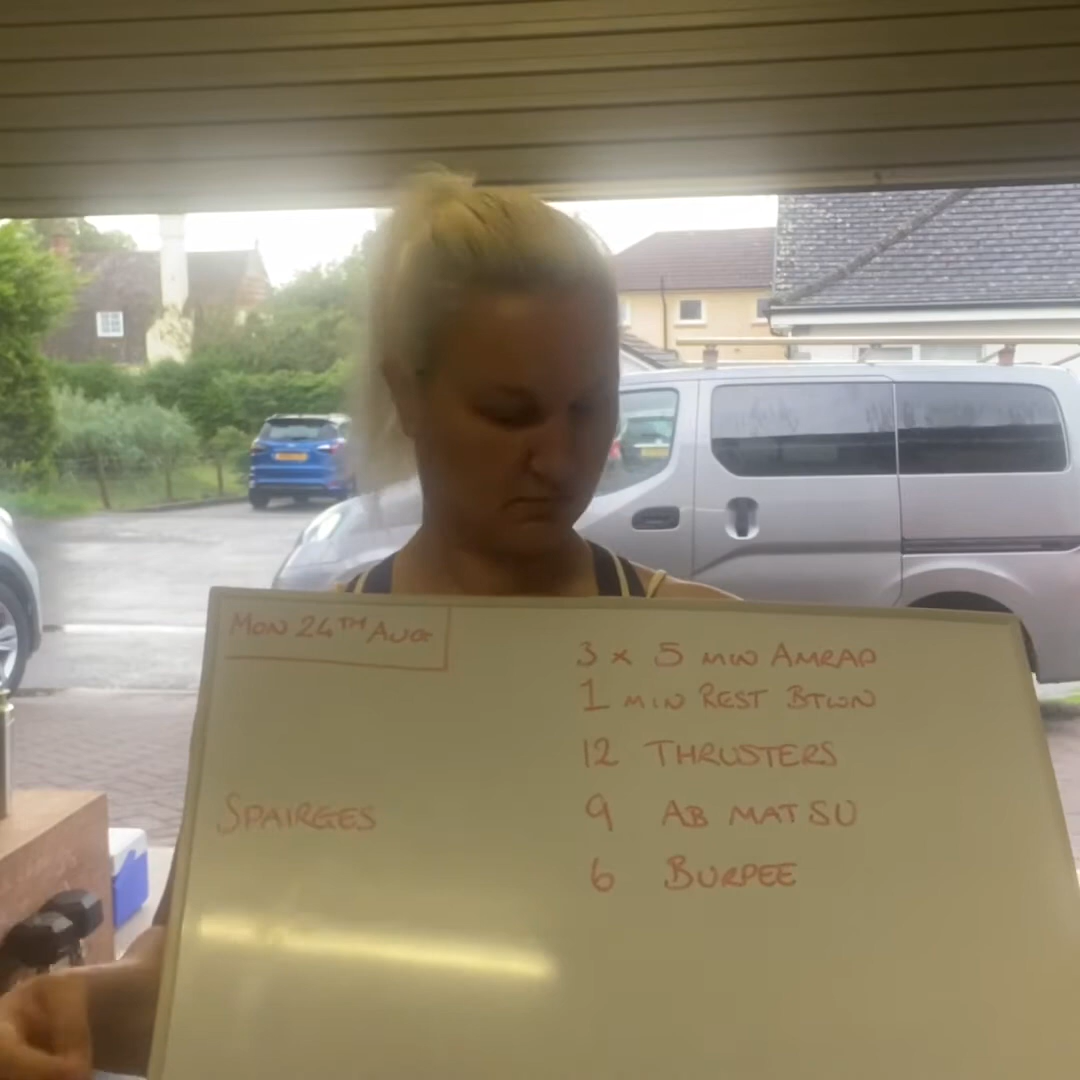 MON 24TH AUG
3 x 5 MIN AMRAP
1 MIN REST BTWN
12 THRUSTERS
SPAIRGES
9 AB MAT SU
6 BURPEE